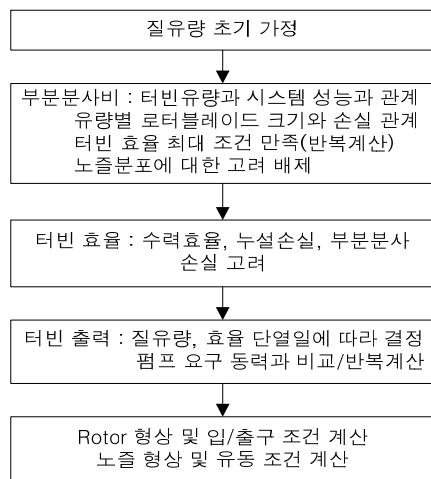 질유량 초기 가정
부분분사비 : 터빈유량과 시스템 성능과 관계
유량별 로터블레이드 크기와 손실 관계
터빈 효율 최대 조건 만족(반복계산)
노즐분포에 대한 고려 배제
터빈 효율 : 수력효율, 누설손실, 부분분사
손실 고려
터빈 출력 : 질유량, 효율 단열일에 따라 결정
펌프 요구 동력과 비교/반복계산
Rotor 형상 및 입/출구 조건 계산
노즐 형상 및 유동 조건 계산